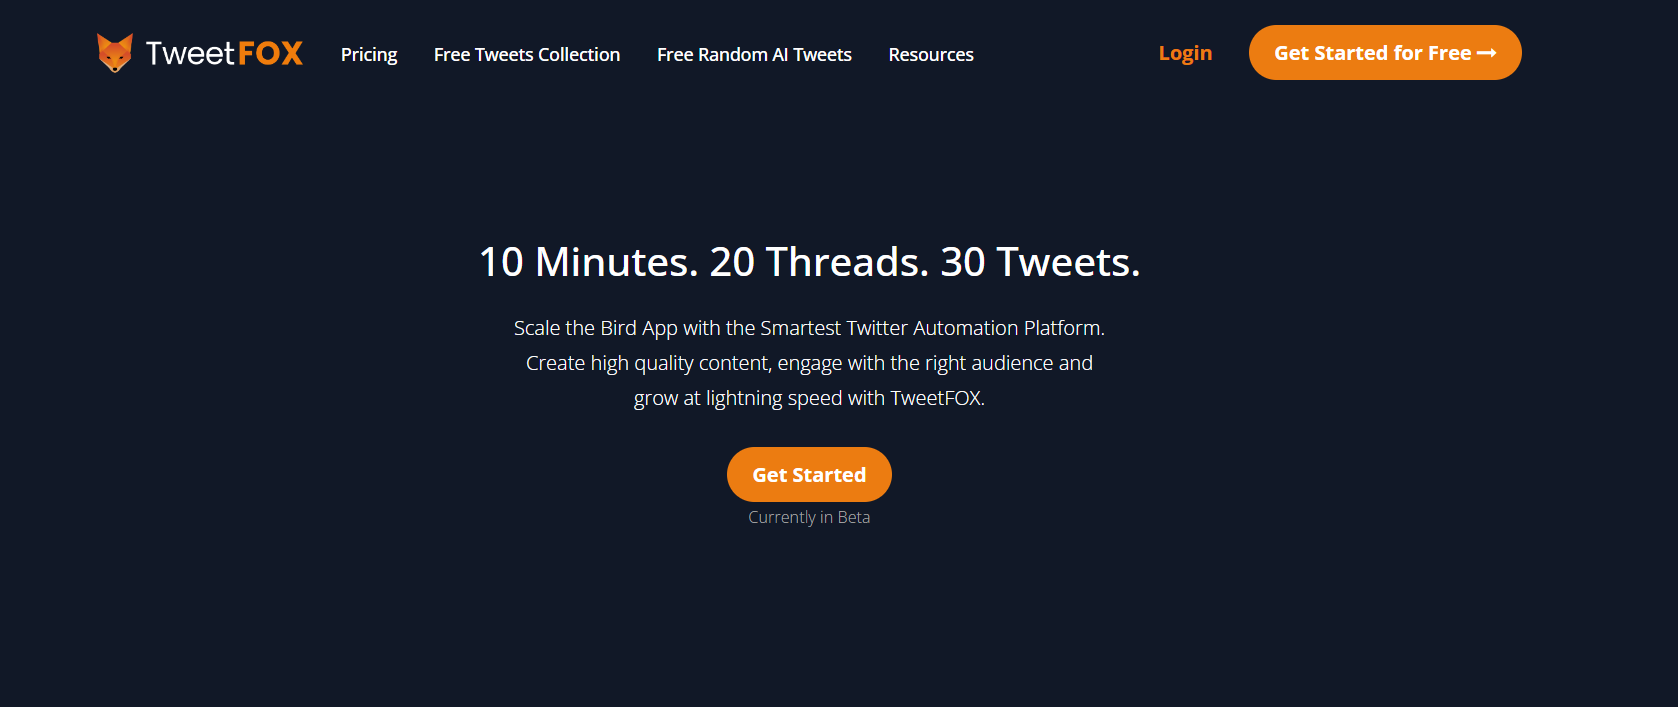 TweetFOX
Pricing
Free Tweets Collection
Free Random AI Tweets
Resources
Login
Get Started for Free →
10 Minutes. 20 Threads. 30 Tweets.
Scale the Bird App with the Smartest Twitter Automation Platform.
Create high quality content, engage with the right audience and
grow at lightning speed with TweetFOX.
Get Started
Currently in Beta